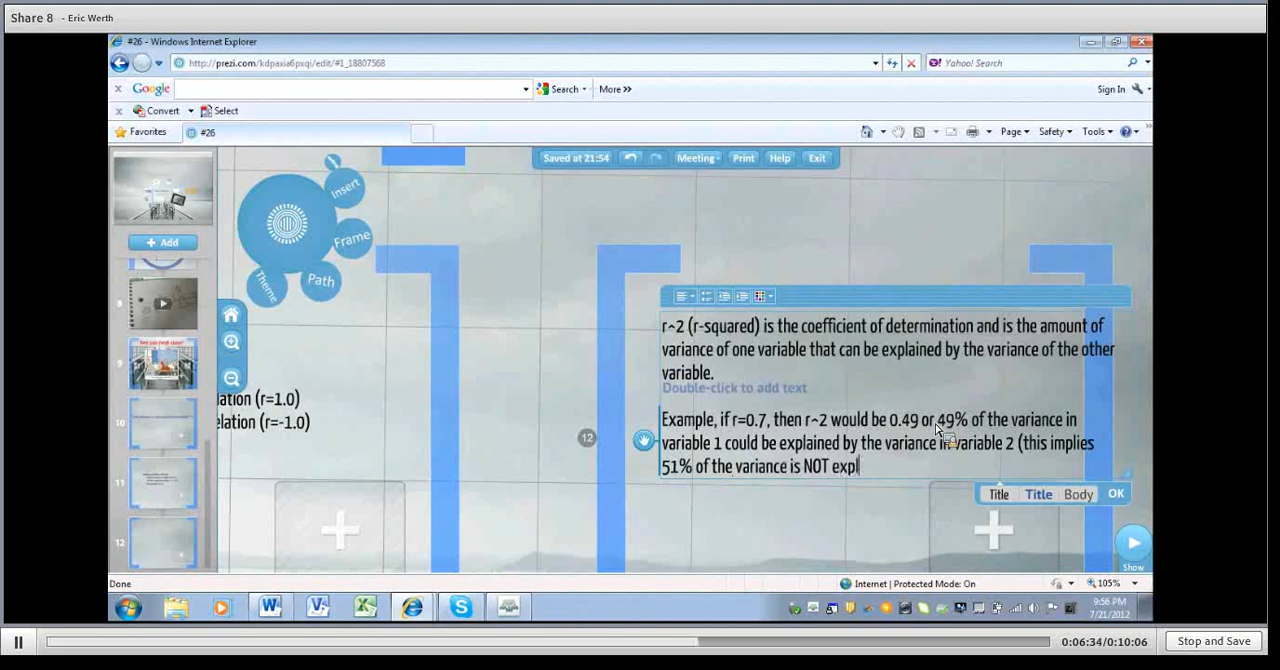 Share 8 - Eric Werth
#26 - Windows Internet Explorer
http://prezi.com/kdpaxia6pxqi/edit/#1_18807568
Yahoo! Search
Google
Search
More »
Sign In
Convert
Select
Favorites
#26
Page
Safety
Tools
Saved at 21:54
Meeting
Print
Help
Exit
Insert
Frame
Path
Theme
Add
8
9
10
11
12
lation (r=1.0)
elation (r=-1.0)
12
r^2 (r-squared) is the coefficient of determination and is the amount of
variance of one variable that can be explained by the variance of the other
variable.
Double-click to add text
Example, if r=0.7, then r^2 would be 0.49 or 49% of the variance in
variable 1 could be explained by the variance in variable 2 (this implies
51% of the variance is NOT expl
Title Title Body OK
Show
Done
Internet | Protected Mode: On
105%
9:56 PM
7/21/2012
0:06:34/0:10:06
Stop and Save